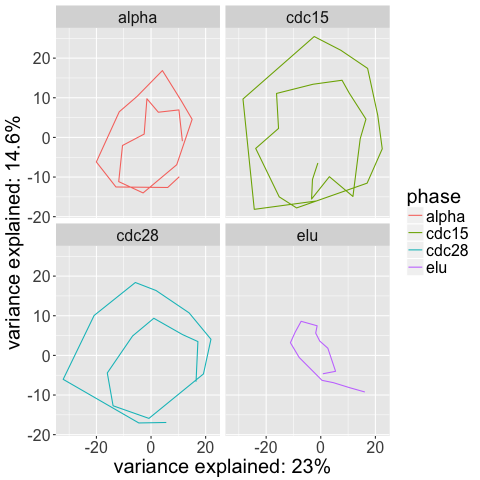 alpha
cdc15
20
10
0
-10
-20
cdc28
elu
20
10
0
-10
-20
-20
0
20
-20
0
20
variance explained: 23%
variance explained: 14.6%
phase
alpha
cdc15
cdc28
elu